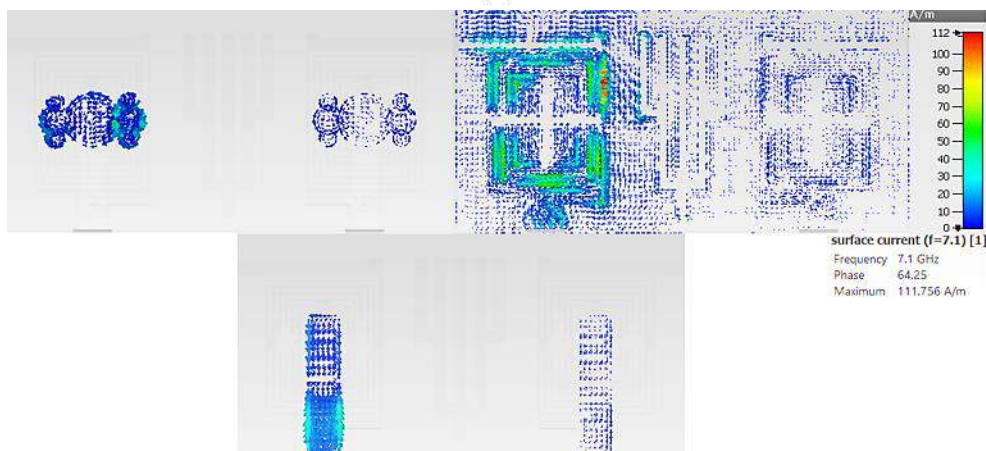 A/m
112
100
90
80
70
60
50
40
30
20
10
0
surface current (f=7.1) [1]
Frequency 7.1 GHz
Phase 64.25
Maximum 111.756 A/m